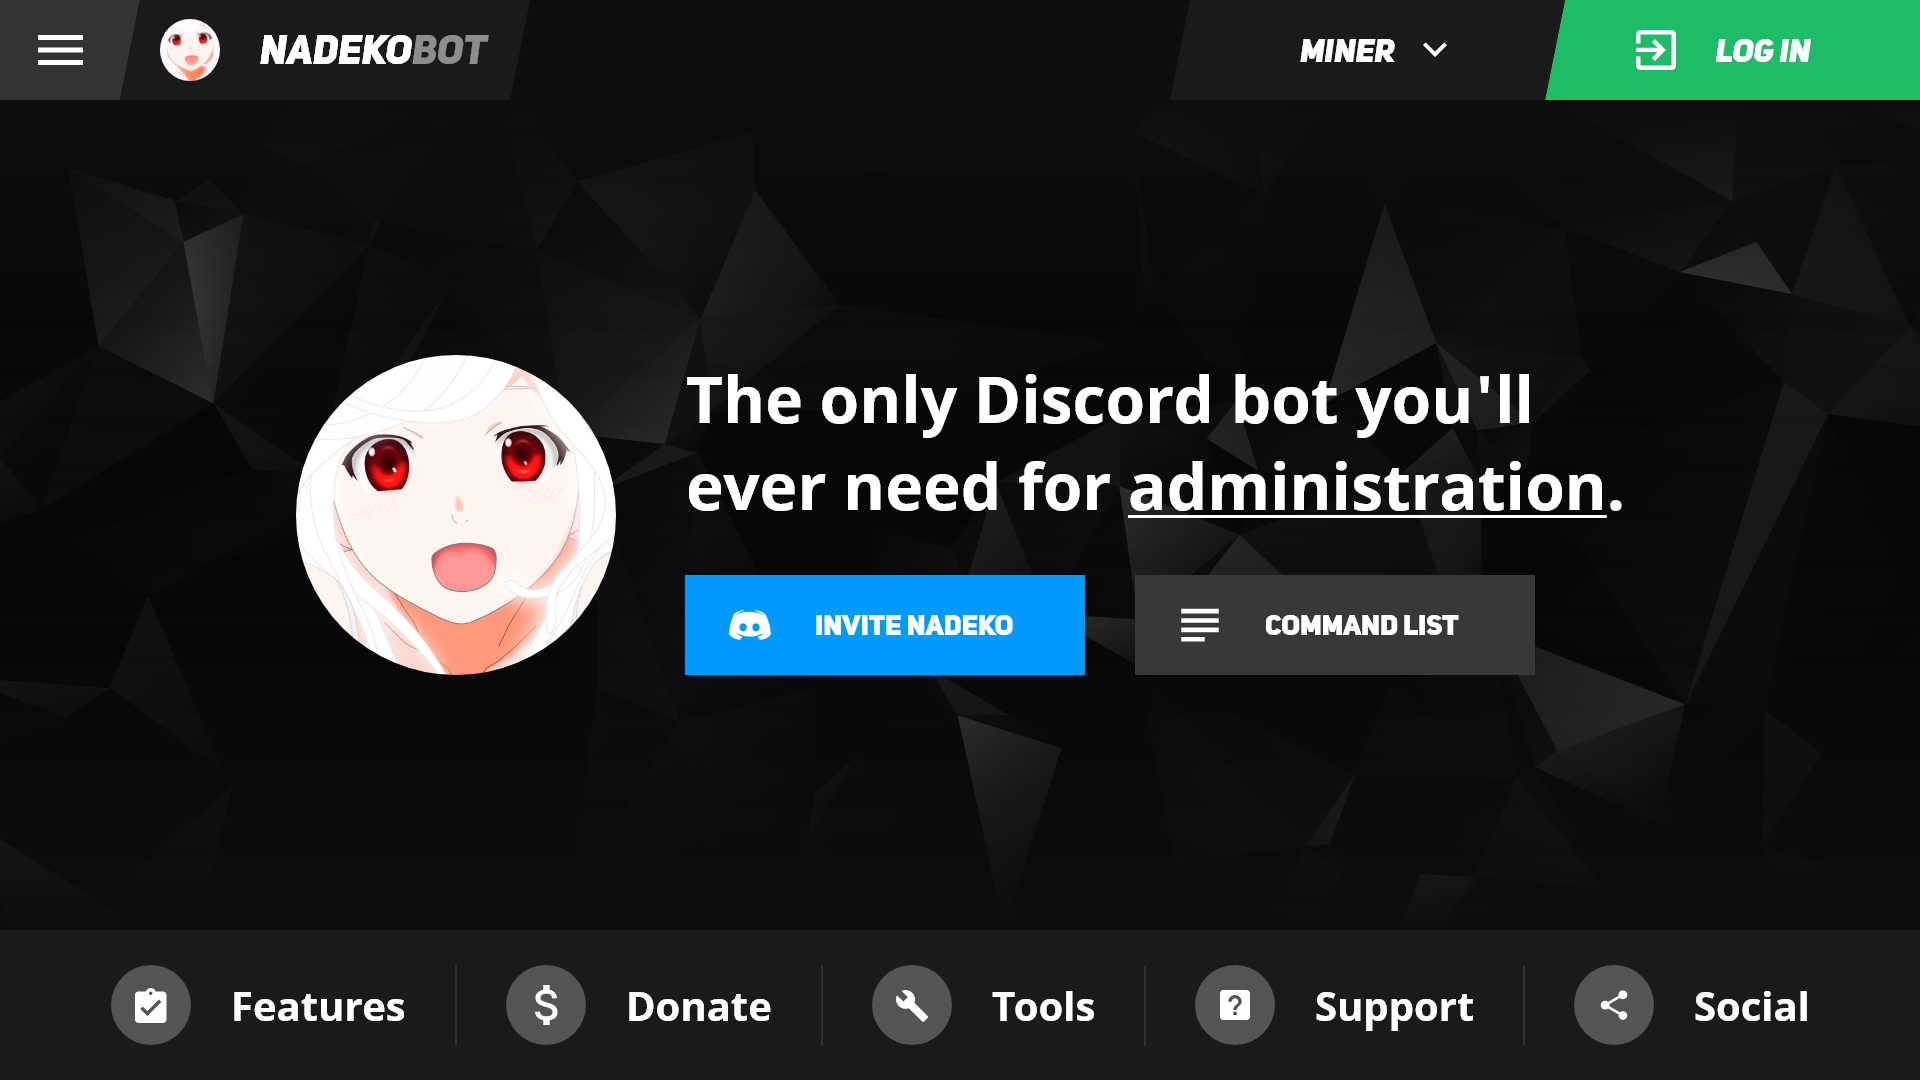 NADEKOBOT
MINER
LOG IN
The only Discord bot you'll
ever need for administration.
INVITE NADEKO
COMMAND LIST
Features
Donate
Tools
Support
Social